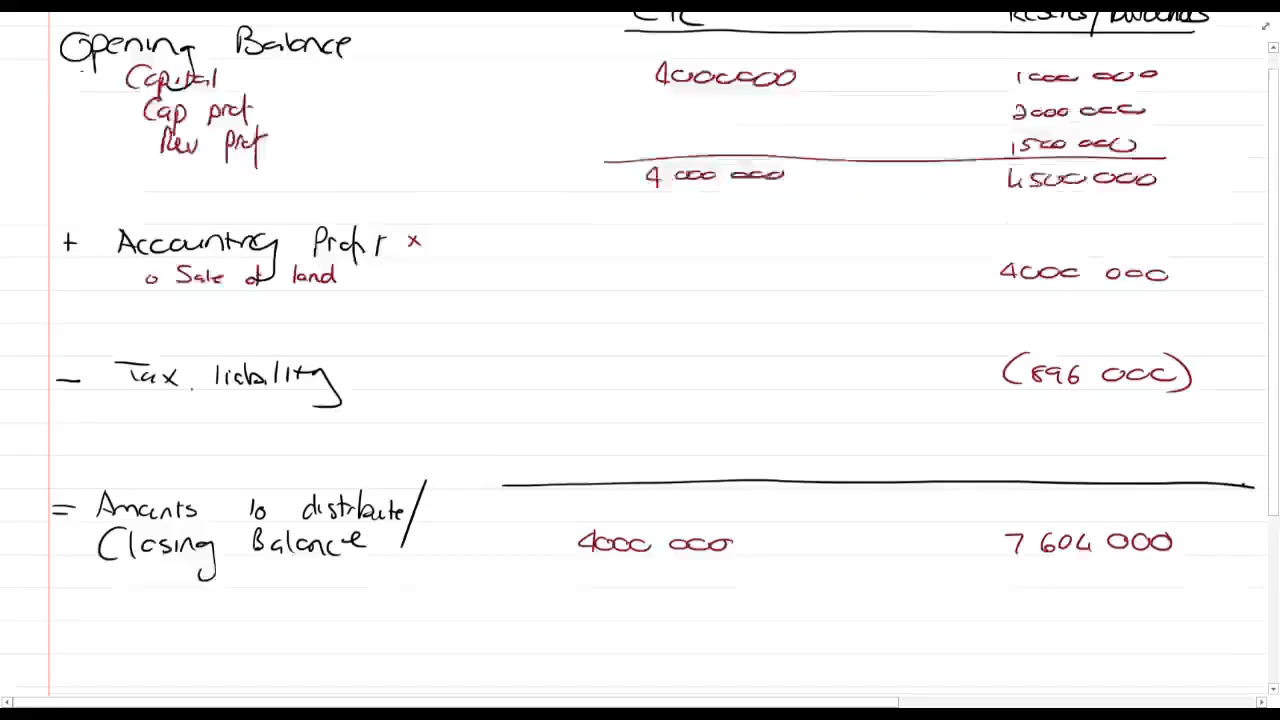 Opening Balance
Capital 4000000 1000 000
Cap prof 2000 000
Rev prof 1500 000
4 000 000 4500 000
+ Accounting Profit x
o Sale of land 4000 000
- Tax liability (896 000)
= Amounts to distribute/
Closing Balance 4000 000 7 604 000